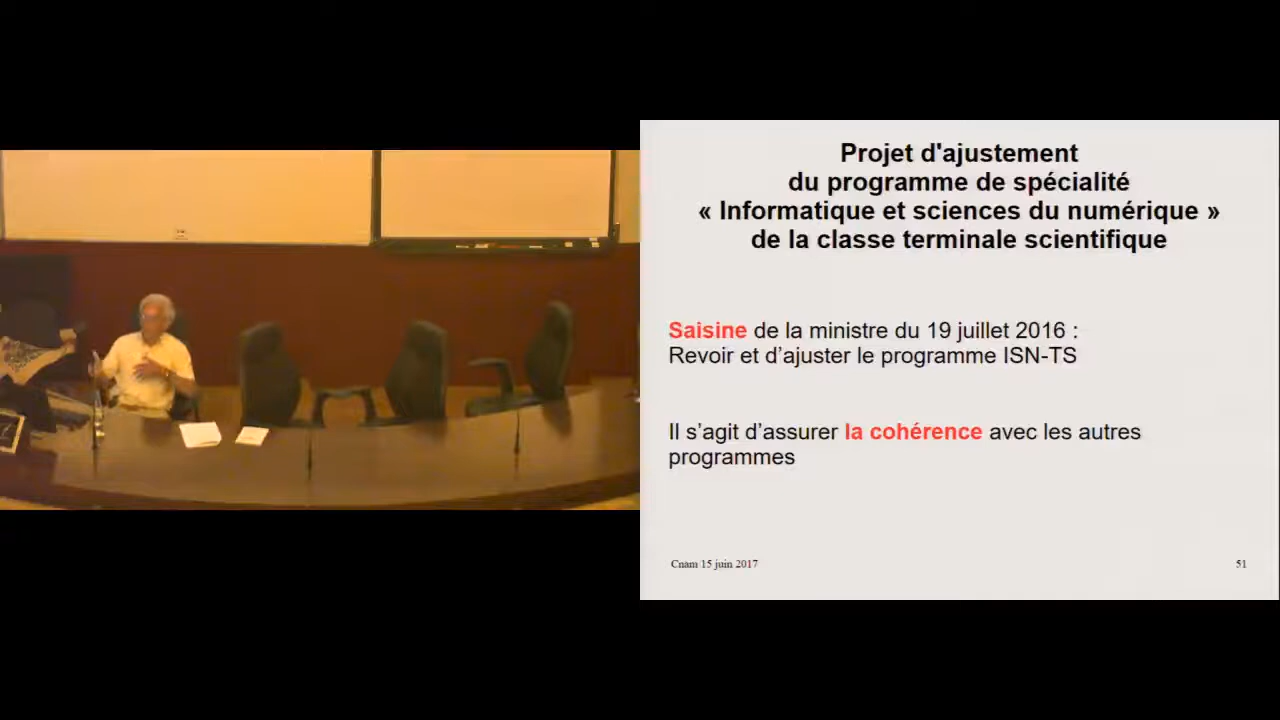 Projet d'ajustement
du programme de spécialité
« Informatique et sciences du numérique »
de la classe terminale scientifique
Saisine de la ministre du 19 juillet 2016 :
Revoir et d’ajuster le programme ISN-TS
Il s’agit d’assurer la cohérence avec les autres
programmes
Cnam 15 juin 2017
51